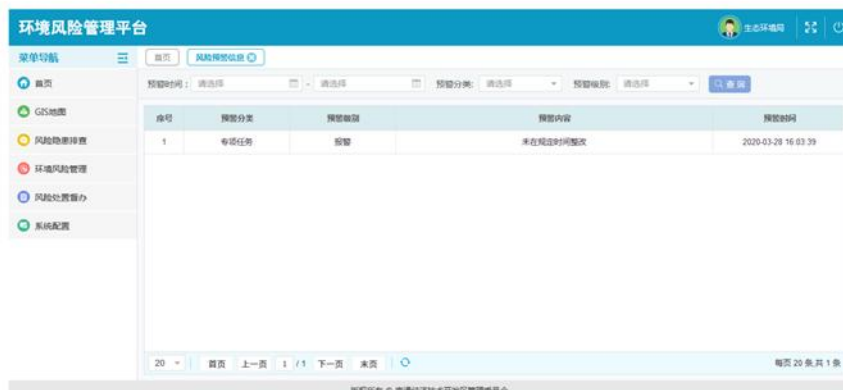 环境风险管理平台
生态环境局
菜单导航
首页 风险预警信息
首页
预警时间: 请选择 - 请选择 预警分类: 请选择 预警级别: 请选择 查询
GIS地图
风险隐患排查
环境风险管理
风险处置督办
系统配置
序号 预警分类 预警级别 预警内容 预警时间
1 专项任务 报警 未在规定时间整改 2020-03-28 16:03:39
20 首页 上一页 1 /1 下一页 末页 每页 20 条,共 1 条